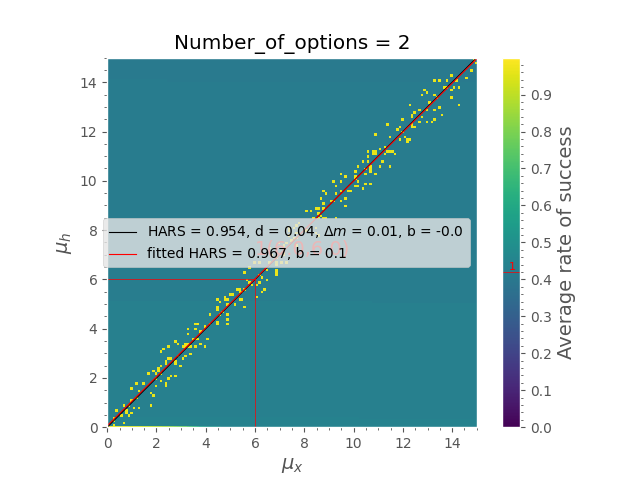 Number_of_options = 2
μh
14
12
10
8
6
4
2
0
HARS = 0.954, d = 0.04, Δm = 0.01, b = -0.0
fitted HARS = 0.967, b = 0.1
0 2 4 6 8 10 12 14
μx
0.9
0.8
0.7
0.6
0.5
0.4
0.3
0.2
0.1
0.0
1
Average rate of success